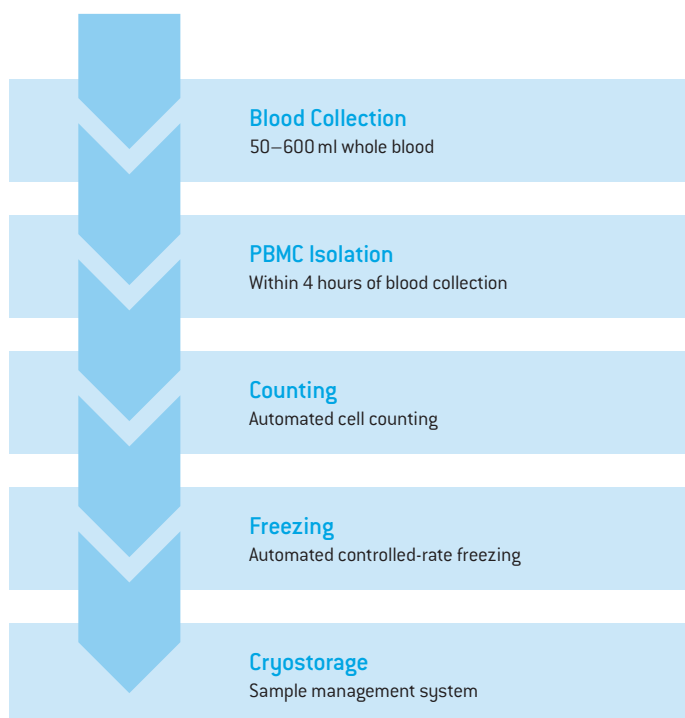 Blood Collection
50–600 ml whole blood
PBMC Isolation
Within 4 hours of blood collection
Counting
Automated cell counting
Freezing
Automated controlled-rate freezing
Cryostorage
Sample management system